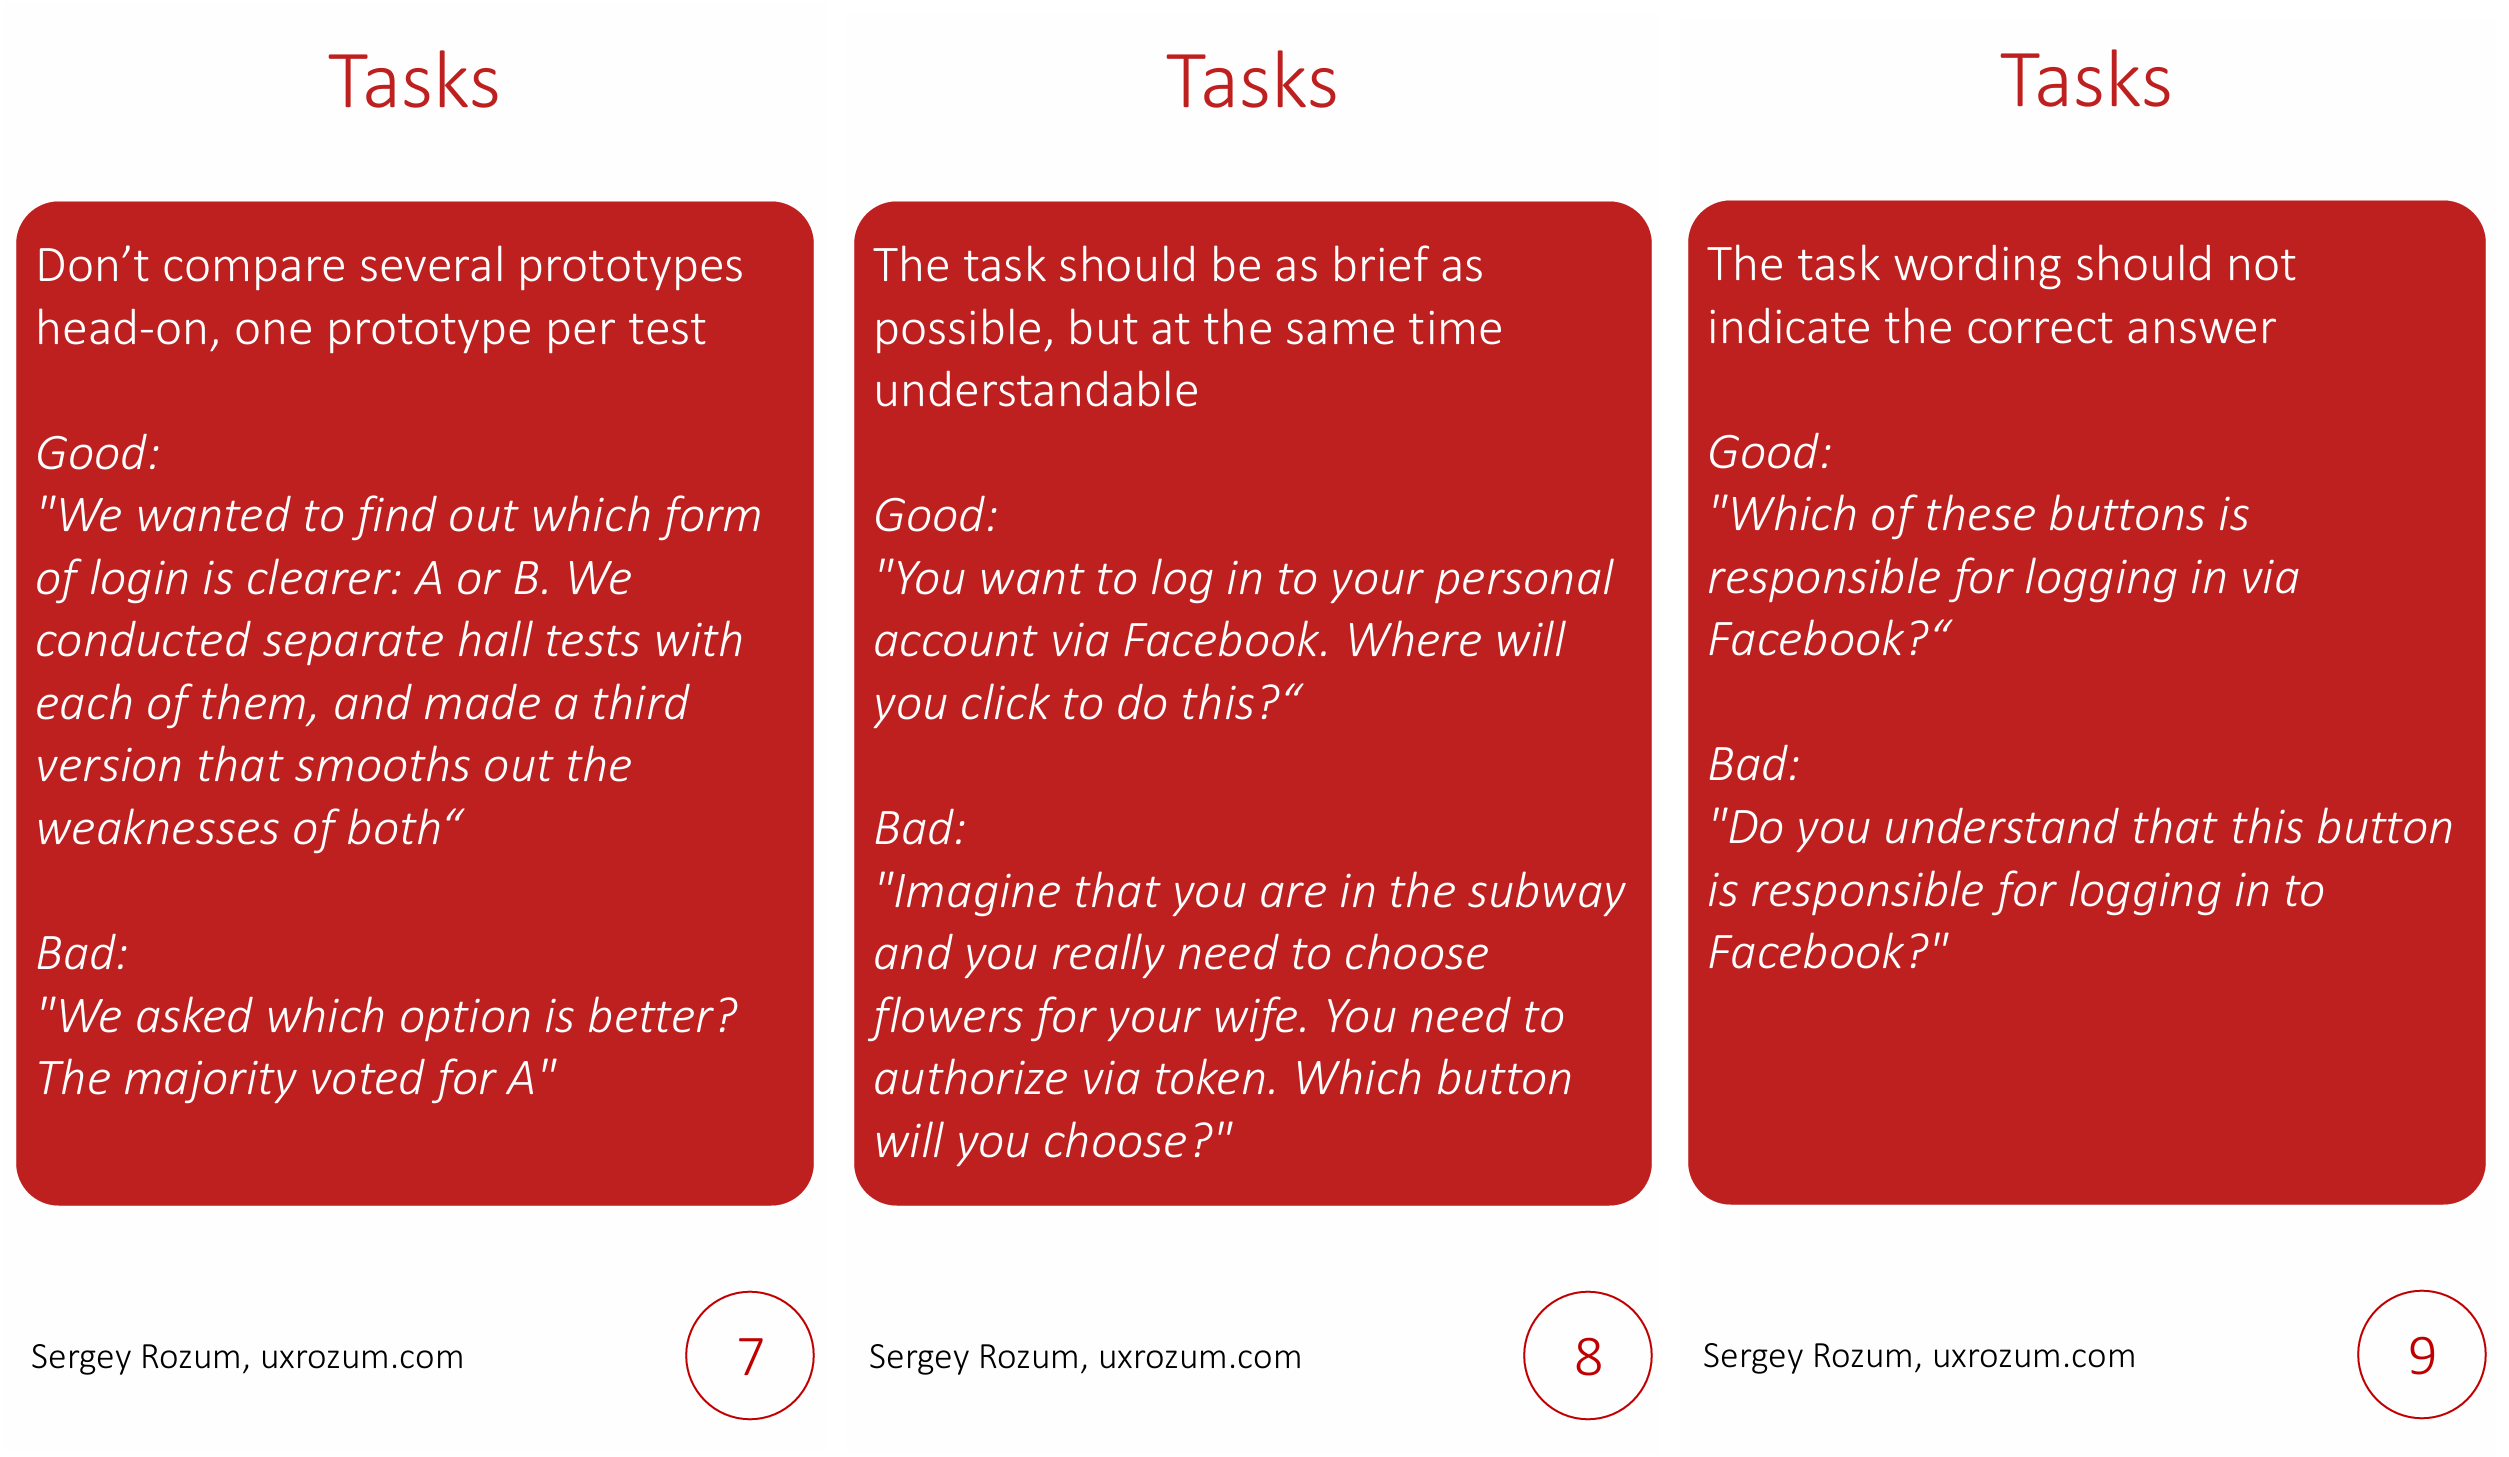 Tasks
Don’t compare several prototypes
head-on, one prototype per test
Good:
"We wanted to find out which form
of login is clearer: A or B. We
conducted separate hall tests with
each of them, and made a third
version that smooths out the
weaknesses of both“
Bad:
"We asked which option is better?
The majority voted for A"
Sergey Rozum, uxrozum.com
7
Tasks
The task should be as brief as
possible, but at the same time
understandable
Good:
"You want to log in to your personal
account via Facebook. Where will
you click to do this?“
Bad:
"Imagine that you are in the subway
and you really need to choose
flowers for your wife. You need to
authorize via token. Which button
will you choose?"
Sergey Rozum, uxrozum.com
8
Tasks
The task wording should not
indicate the correct answer
Good:
"Which of these buttons is
responsible for logging in via
Facebook?“
Bad:
"Do you understand that this button
is responsible for logging in to
Facebook?"
Sergey Rozum, uxrozum.com
9